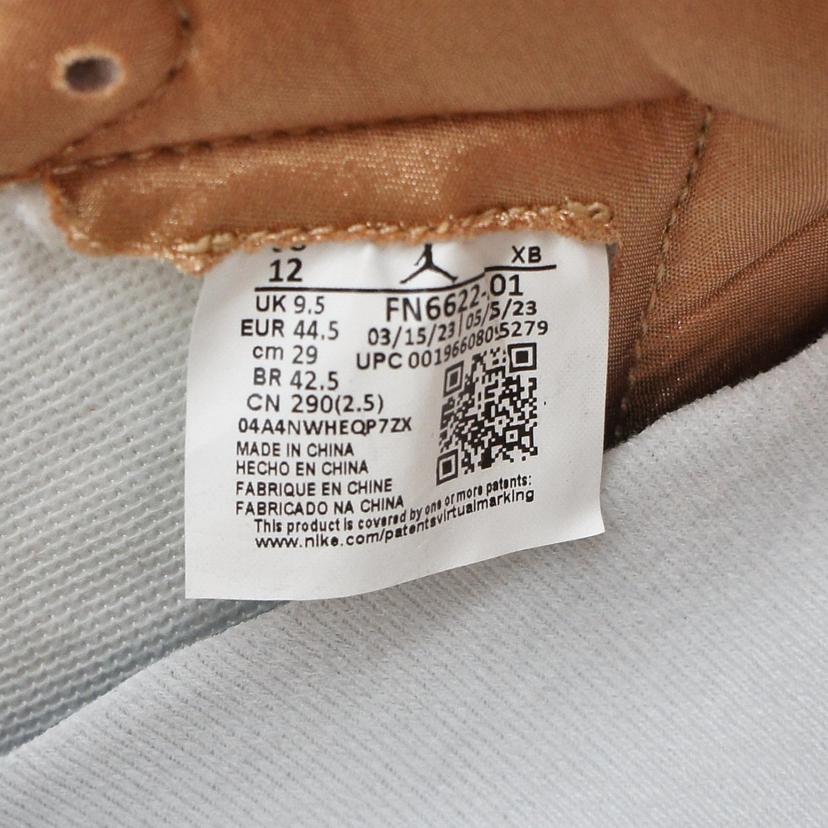 12 XB
UK 9.5
EUR 44.5
cm 29
BR 42.5
CN 290(2.5)
04A4NWHEQP7ZX
FN6622-01
03/15/23 05/5/23
UPC 00196608095279
MADE IN CHINA
HECHO EN CHINA
FABRIQUE EN CHINE
FABRICADO NA CHINA
This product is covered by one or more patents:
www.nike.com/patentsvirtualmarking